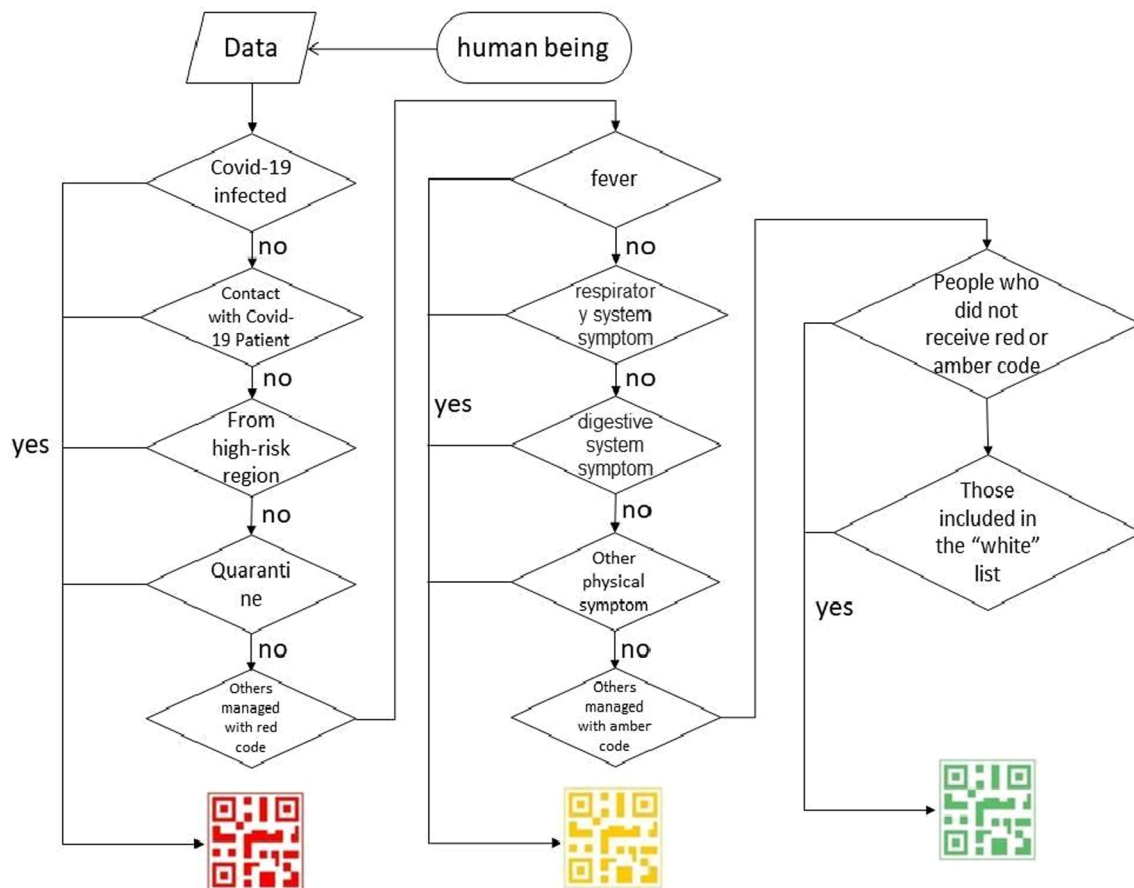 Data
human being
Covid-19
infected
no
Contact
with Covid-
19 Patient
no
From
high-risk
region
yes
no
Quaranti
ne
no
Others
managed
with red
code
fever
no
respirator
y system
symptom
no
yes
digestive
system
symptom
no
Other
physical
symptom
no
Others
managed
with amber
code
People who
did not
receive red or
amber code
Those
included in
the “white”
list
yes